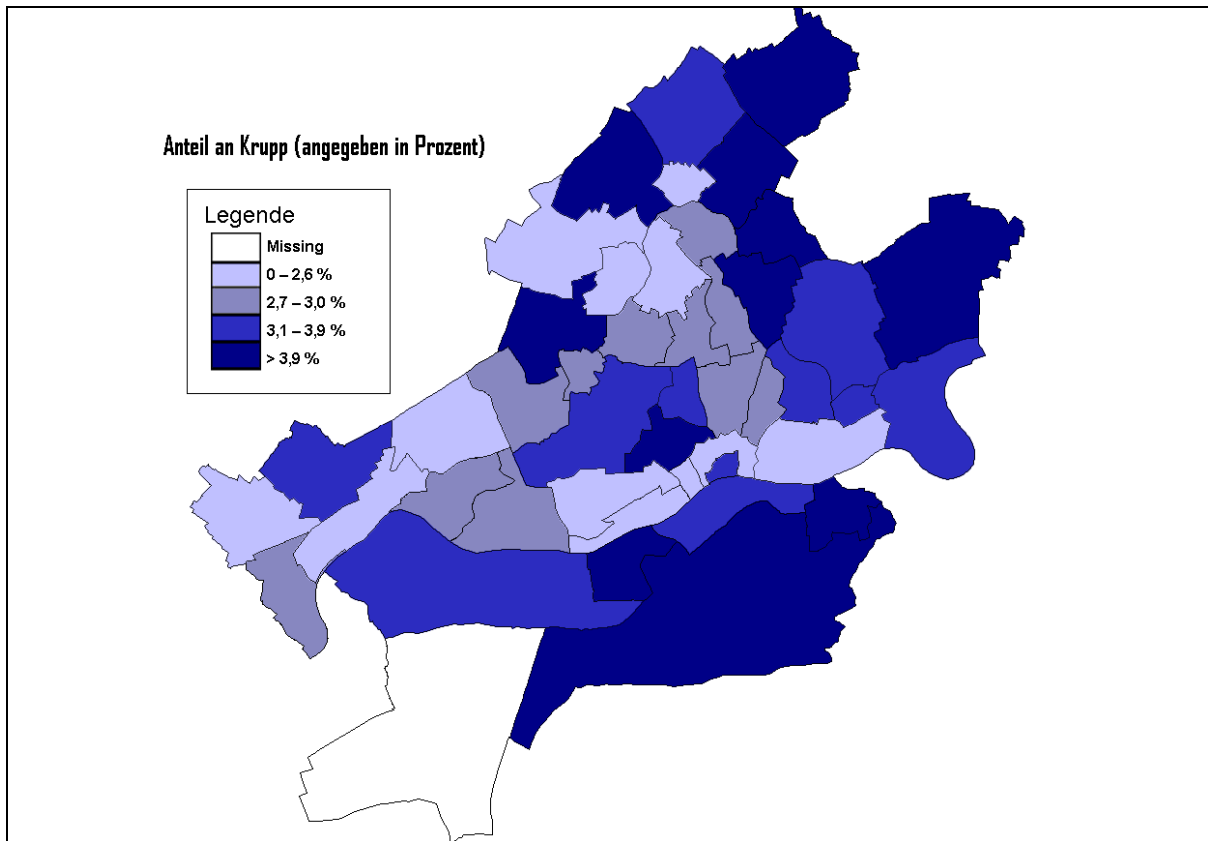 Anteil an Krupp (angegeben in Prozent)
Legende
Missing
0 – 2,6 %
2,7 – 3,0 %
3,1 – 3,9 %
> 3,9 %